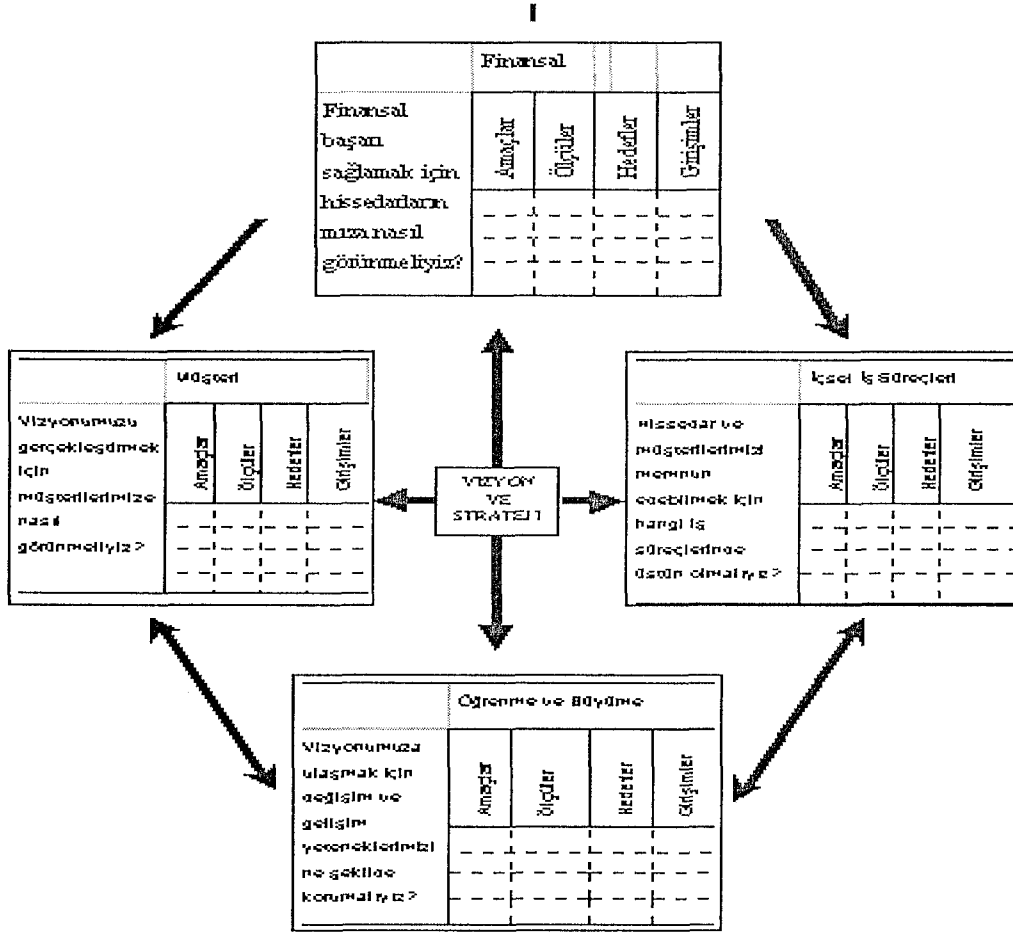 Finansal
Finansal
başarı
sağlamak için
hissedarların
mıza nasıl
görünmeliyiz?
Amaçlar
Ölçüler
Hedefler
Girişimler
Müşteri
Vizyonumuzu
gerçekleştirmek
için
müşterilerimize
nasıl
görünmeliyiz?
Amaçlar
Ölçüler
Hedefler
Girişimler
VİZYON
VE
STRATEJİ
İçsel İş Süreçleri
Hissedar ve
müşterilerimizi
memnun
edebilmek için
hangi iş
süreçlerinde
üstün olmalıyız?
Amaçlar
Ölçüler
Hedefler
Girişimler
Öğrenme ve Büyüme
Vizyonumuza
ulaşmak için
değişim ve
gelişim
yeteneklerimizi
ne şekilde
korumalıyız?
Amaçlar
Ölçüler
Hedefler
Girişimler